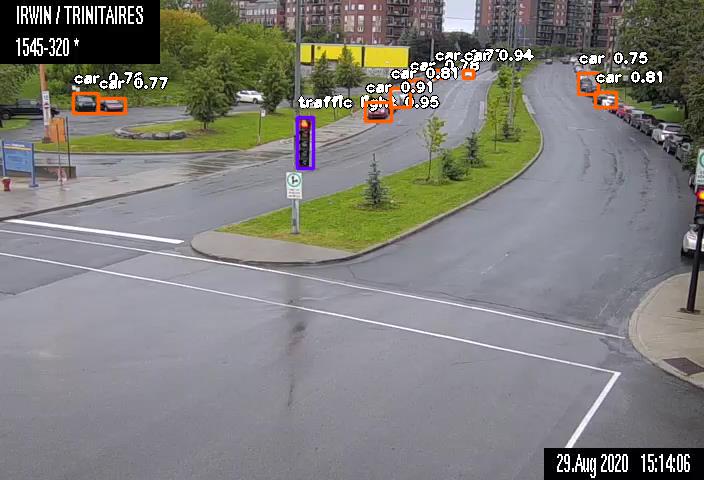 IRWIN / TRINITAIRES
1545-320 *
car 0.77
car 0.94
car 0.75
car 0.81
car 0.81
car 0.91
traffic light 0.95
29.Aug 2020 15:14:06